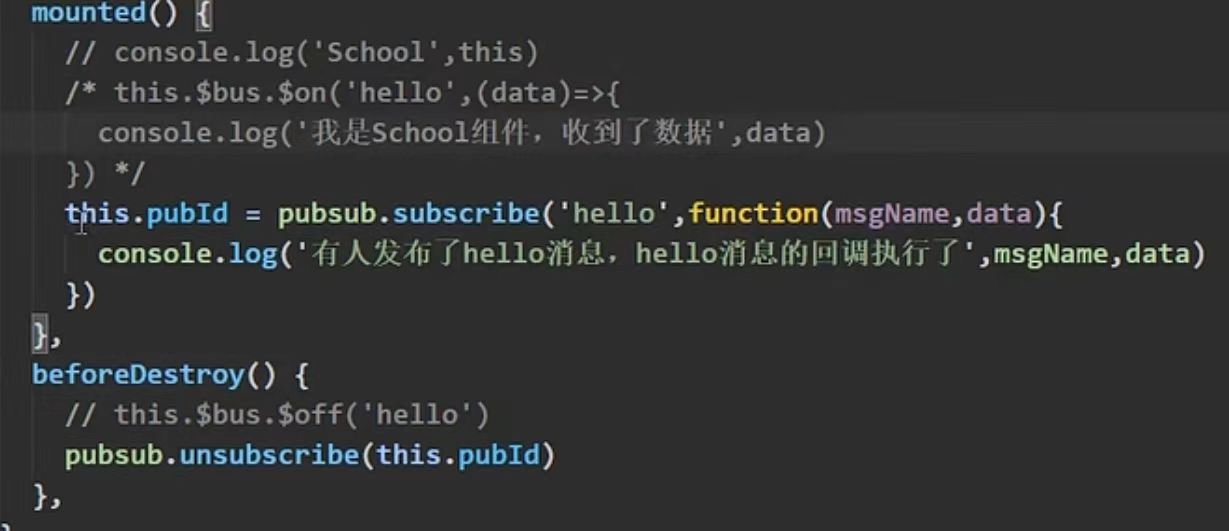 mounted() {
// console.log('School',this)
/* this.$bus.$on('hello',(data)=>{
console.log('我是School组件，收到了数据',data)
}) */
this.pubId = pubsub.subscribe('hello',function(msgName,data){
console.log('有人发布了hello消息，hello消息的回调执行了',msgName,data)
})
},
beforeDestroy() {
// this.$bus.$off('hello')
pubsub.unsubscribe(this.pubId)
},